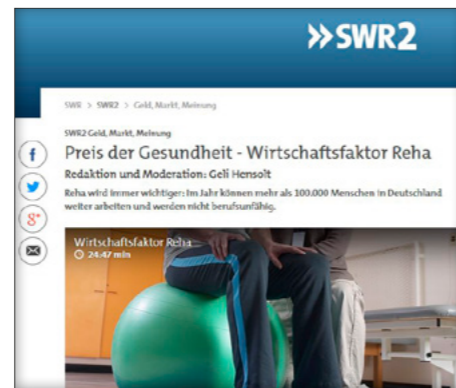 SWR2
SWR > SWR2 > Geld, Markt, Meinung
SWR2 Geld, Markt, Meinung
Preis der Gesundheit - Wirtschaftsfaktor Reha
Redaktion und Moderation: Geli Hensolt
Reha wird immer wichtiger: Im Jahr können mehr als 100.000 Menschen in Deutschland
weiter arbeiten und werden nicht berufsunfähig.
Wirtschaftsfaktor Reha
24:47 min